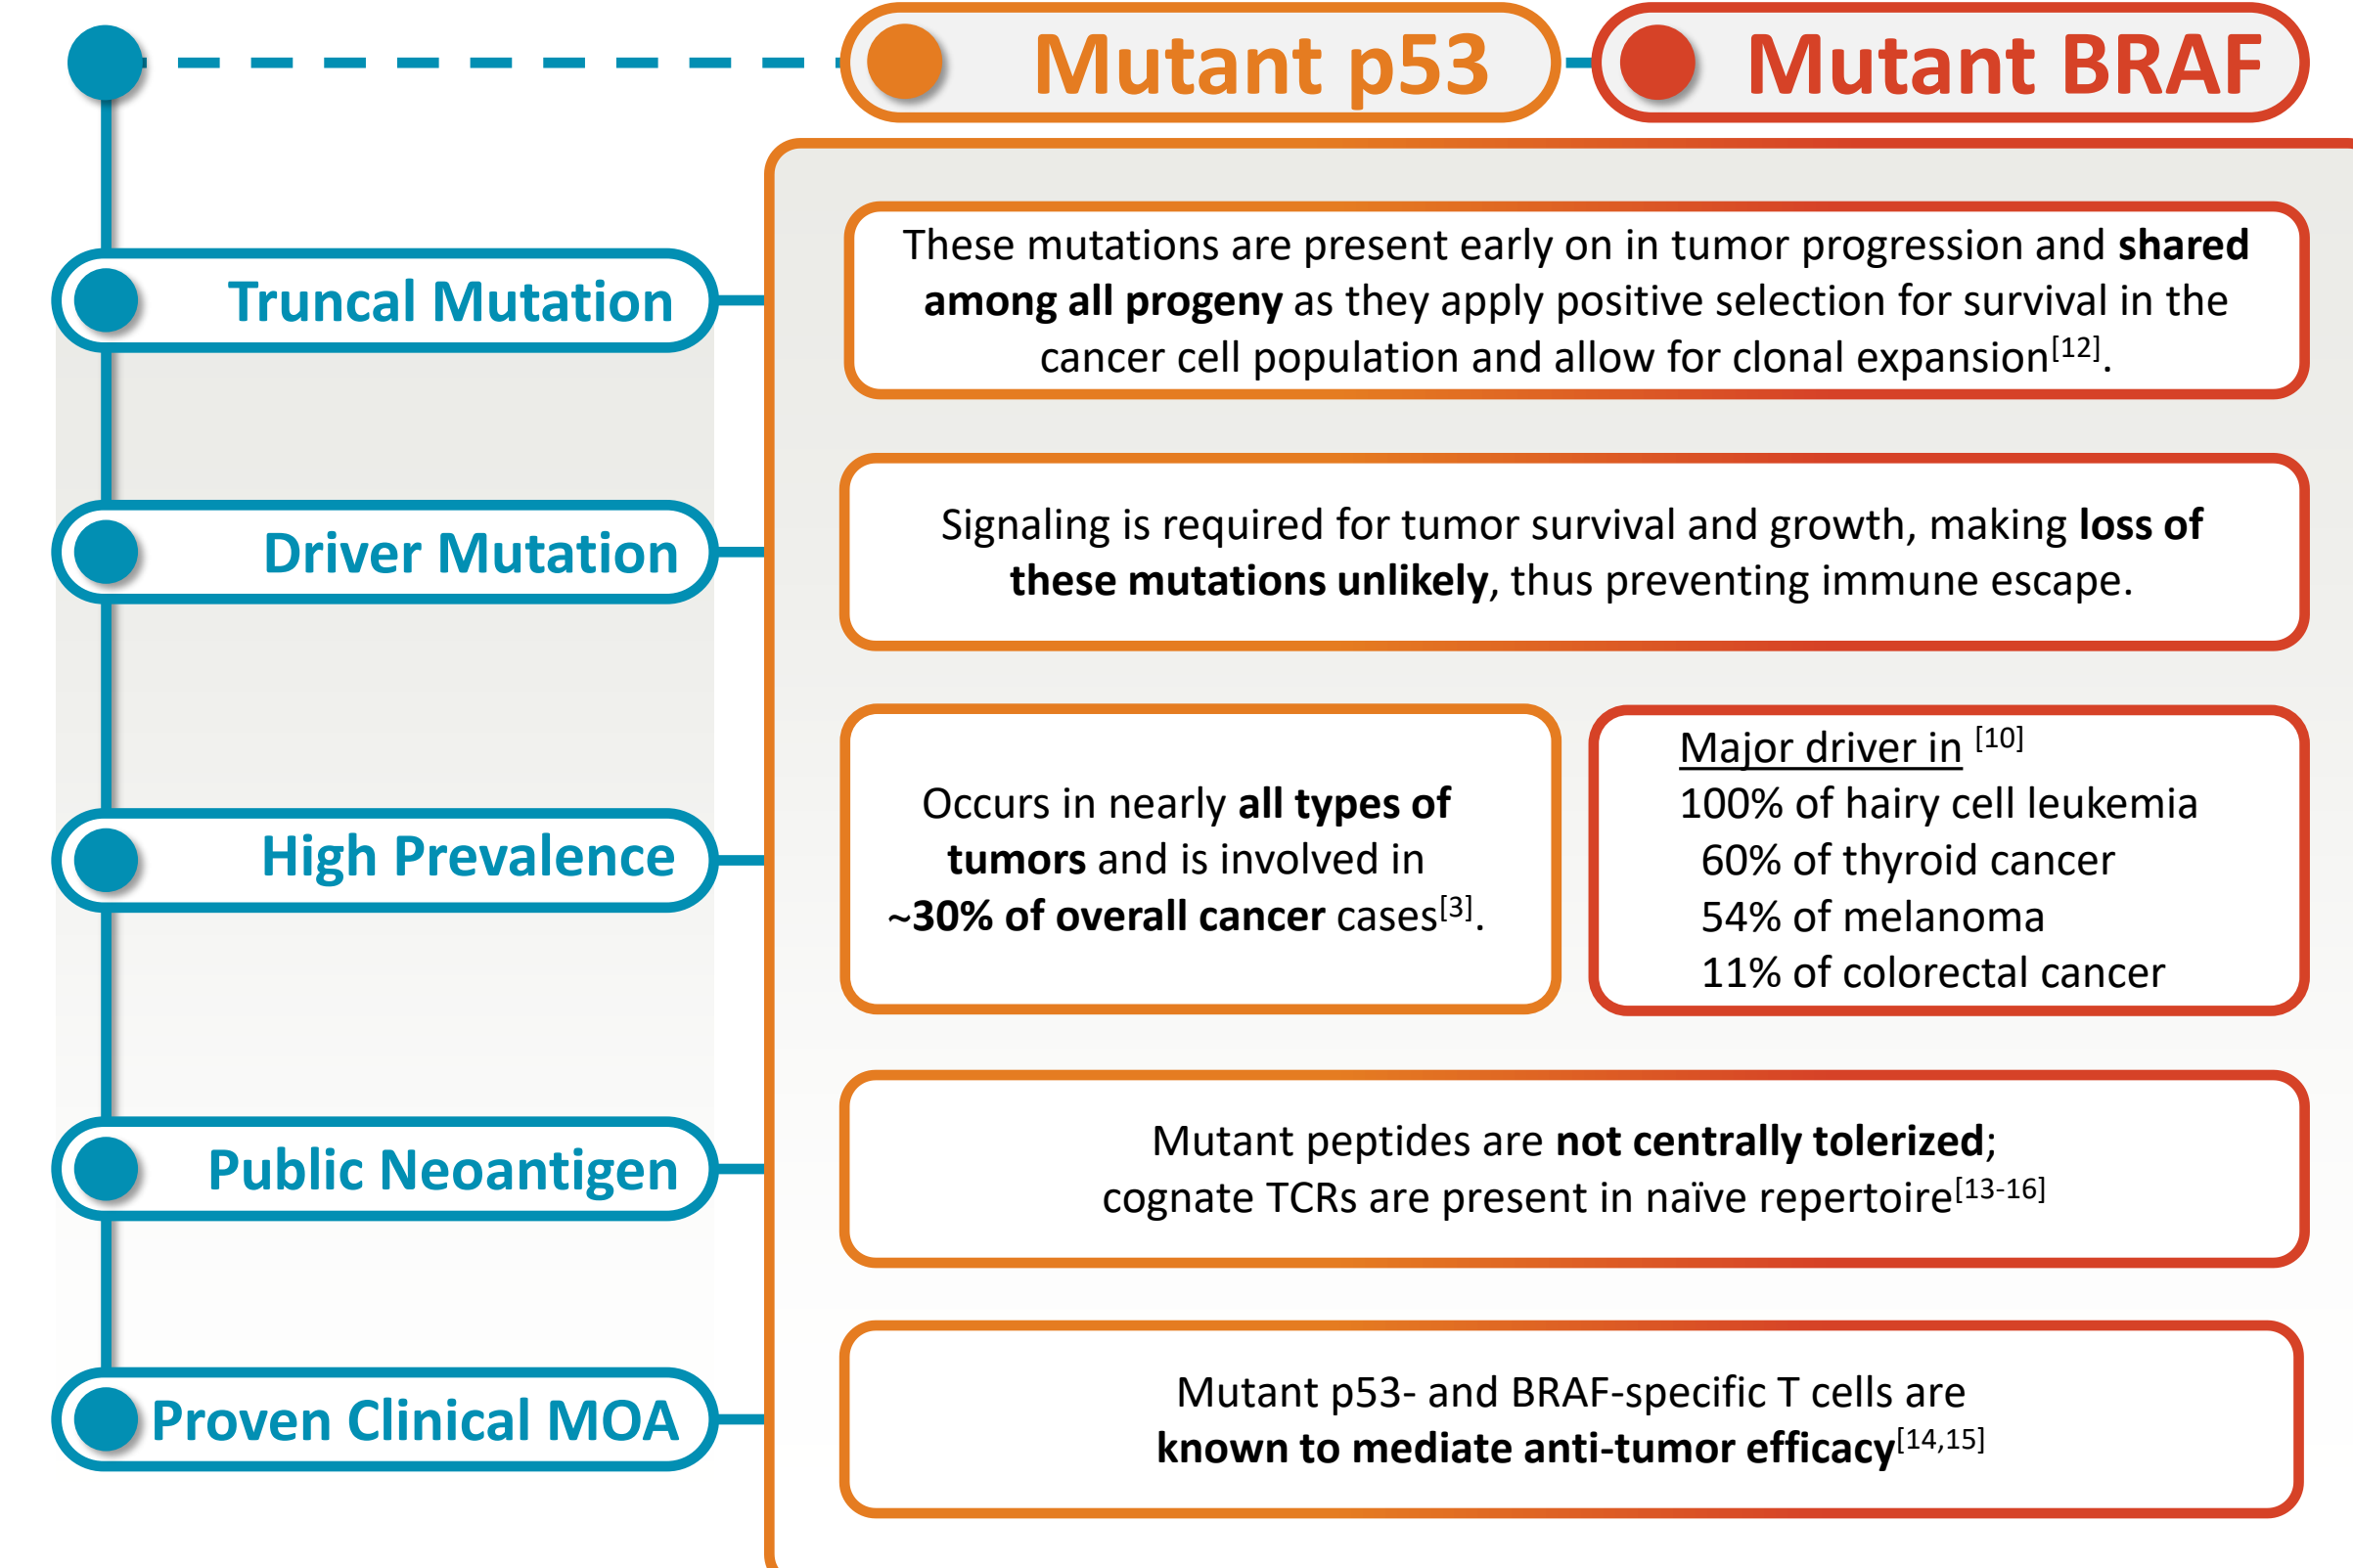 Mutant p53
Mutant BRAF
Truncal Mutation
These mutations are present early on in tumor progression and shared
among all progeny as they apply positive selection for survival in the
cancer cell population and allow for clonal expansion[12].
Driver Mutation
Signaling is required for tumor survival and growth, making loss of
these mutations unlikely, thus preventing immune escape.
High Prevalence
Occurs in nearly all types of
tumors and is involved in
~30% of overall cancer cases[3].
Major driver in [10]
100% of hairy cell leukemia
60% of thyroid cancer
54% of melanoma
11% of colorectal cancer
Public Neoantigen
Mutant peptides are not centrally tolerized;
cognate TCRs are present in naïve repertoire[13-16]
Proven Clinical MOA
Mutant p53- and BRAF-specific T cells are
known to mediate anti-tumor efficacy[14,15]